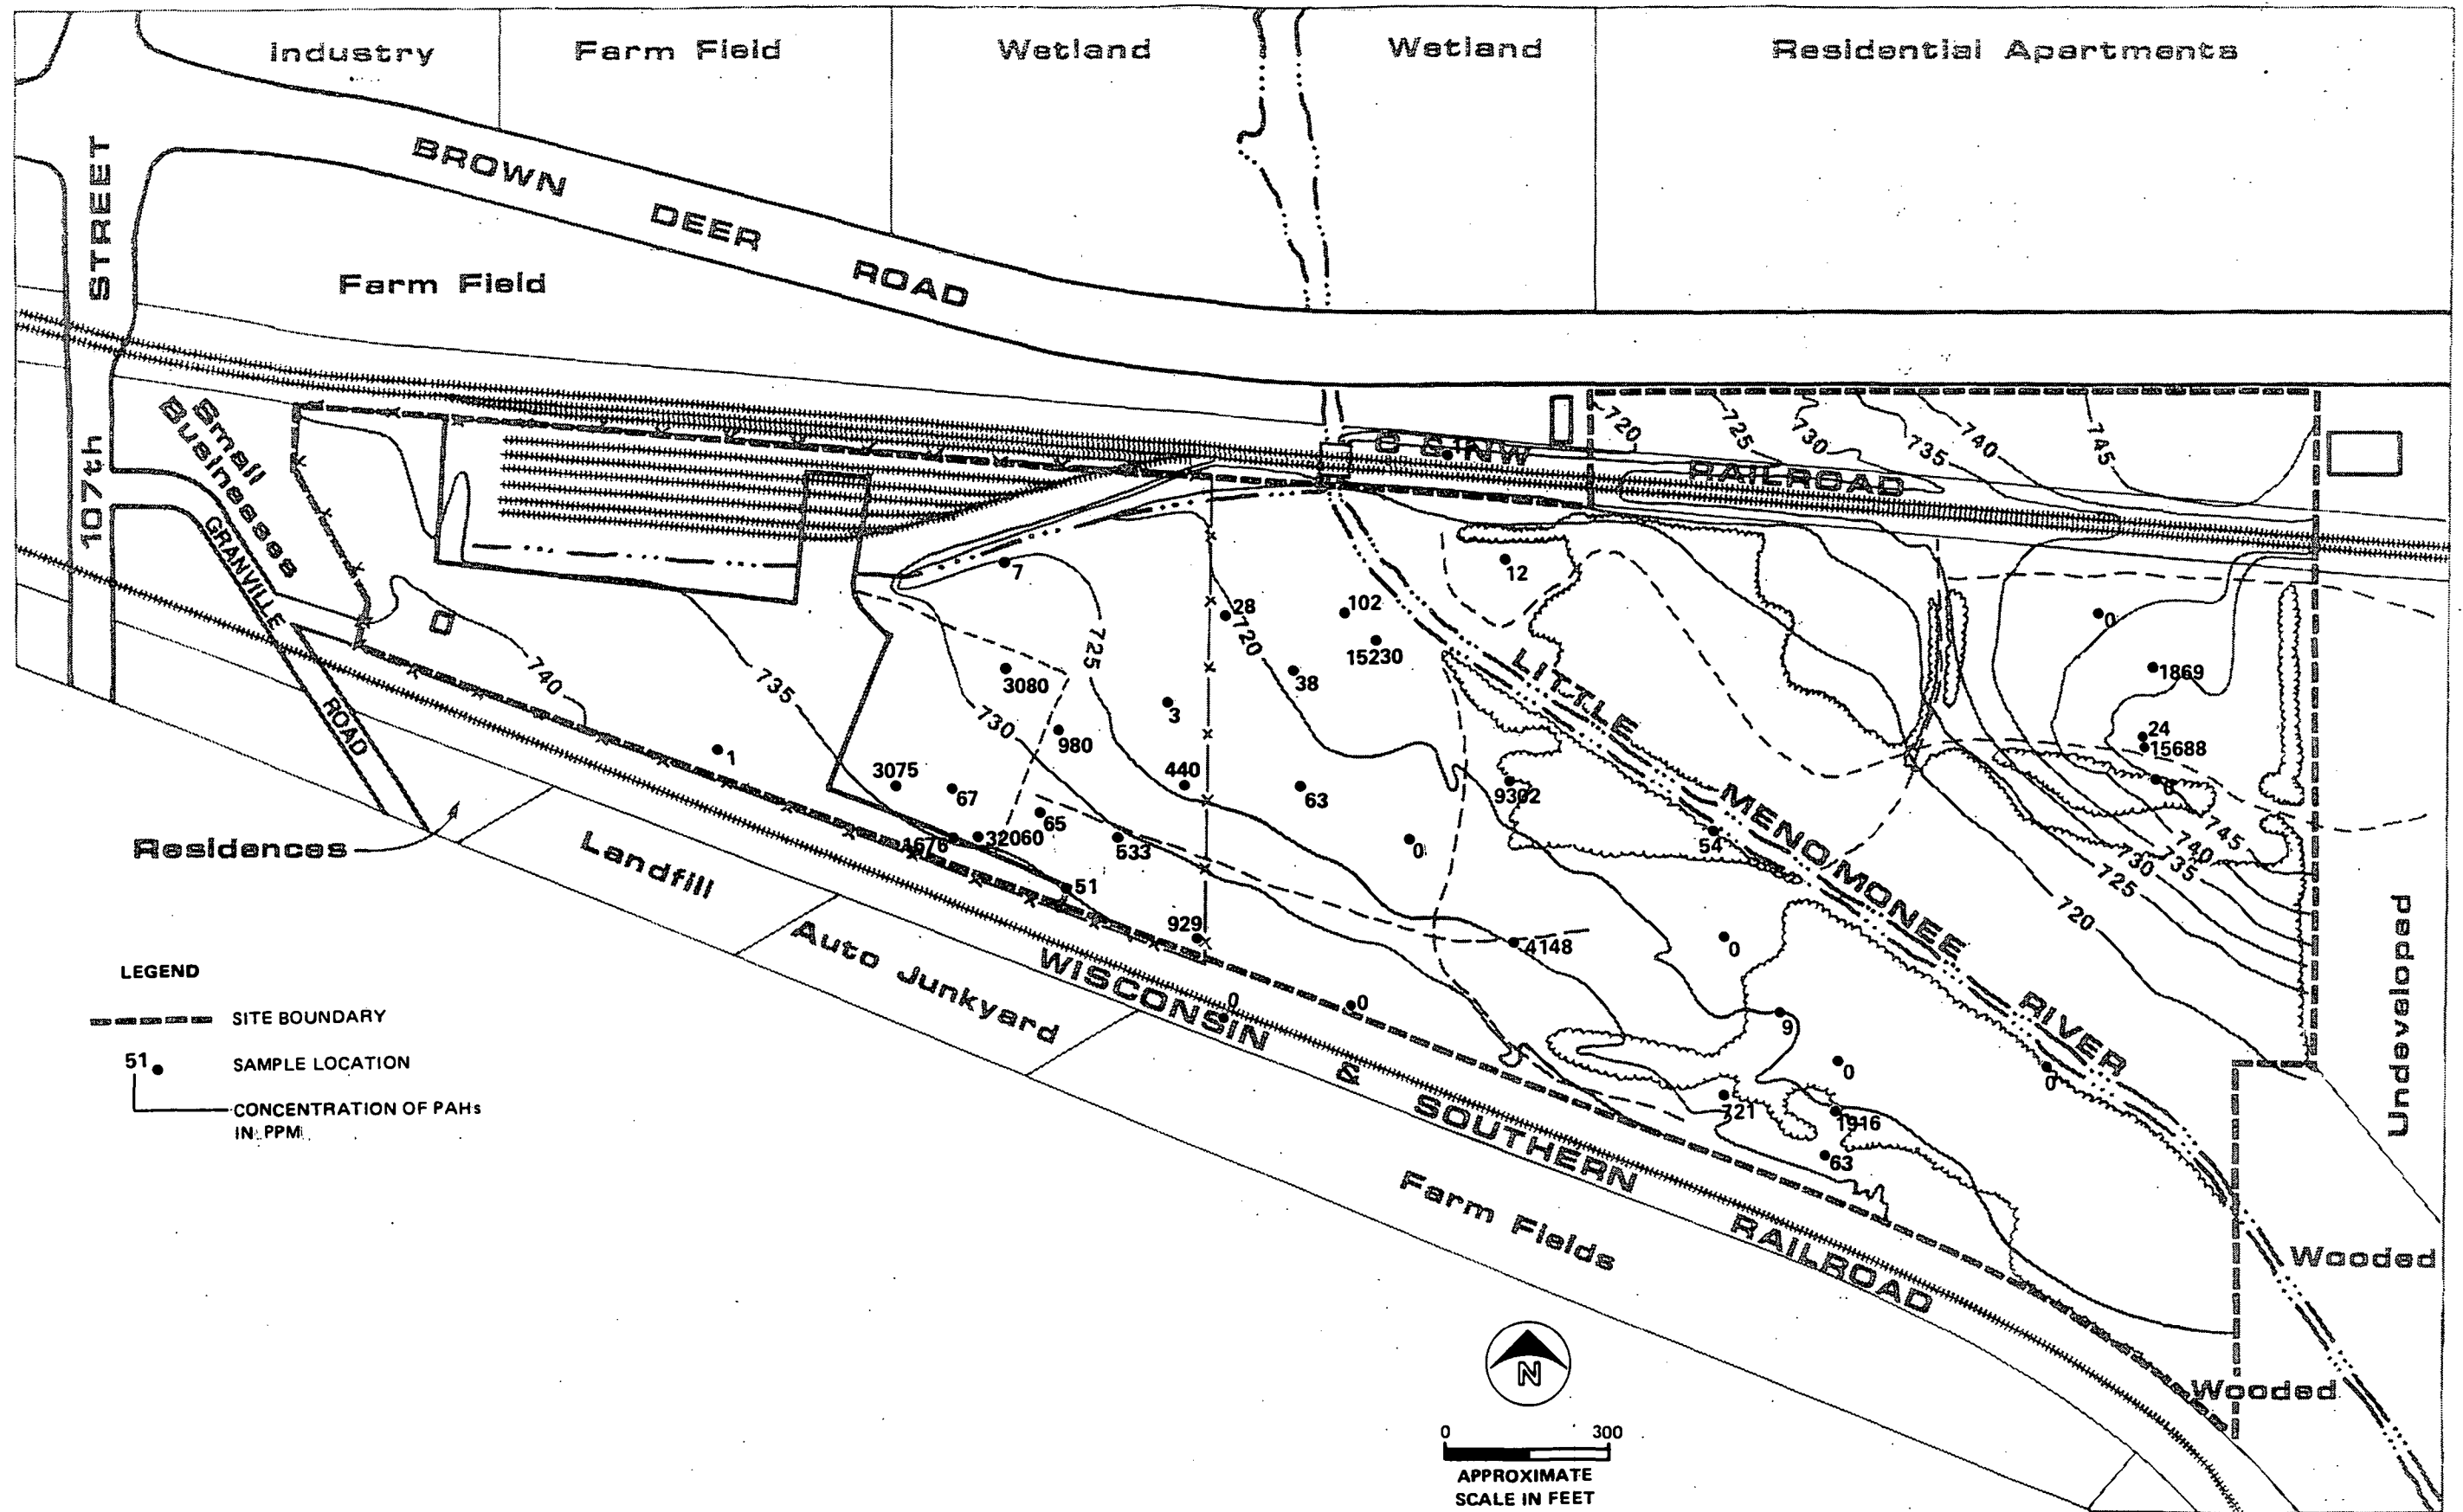 Industry
Farm Field
Wetland
Wetland
Residential Apartments
BROWN DEER ROAD
STREET
107th
Farm Field
Small
Businesses
GRANVILLE
ROAD
C & NW
RAILROAD
720
725
730
735
740
745
7
12
28
720
102
15230
38
0
1869
24
15688
0
725
3080
3
980
730
740
735
1
3075
67
440
63
9302
65
1676
32060
533
0
54
51
929
4148
0
0
0
9
0
0
721
1916
63
LITTLE
MENOMONEE
RIVER
745
740
735
730
725
720
Residences
Landfill
Auto Junkyard
WISCONSIN
&
SOUTHERN
RAILROAD
Farm Fields
Undeveloped
Wooded
Wooded
LEGEND
SITE BOUNDARY
51
SAMPLE LOCATION
CONCENTRATION OF PAHs
IN PPM
N
0 300
APPROXIMATE
SCALE IN FEET